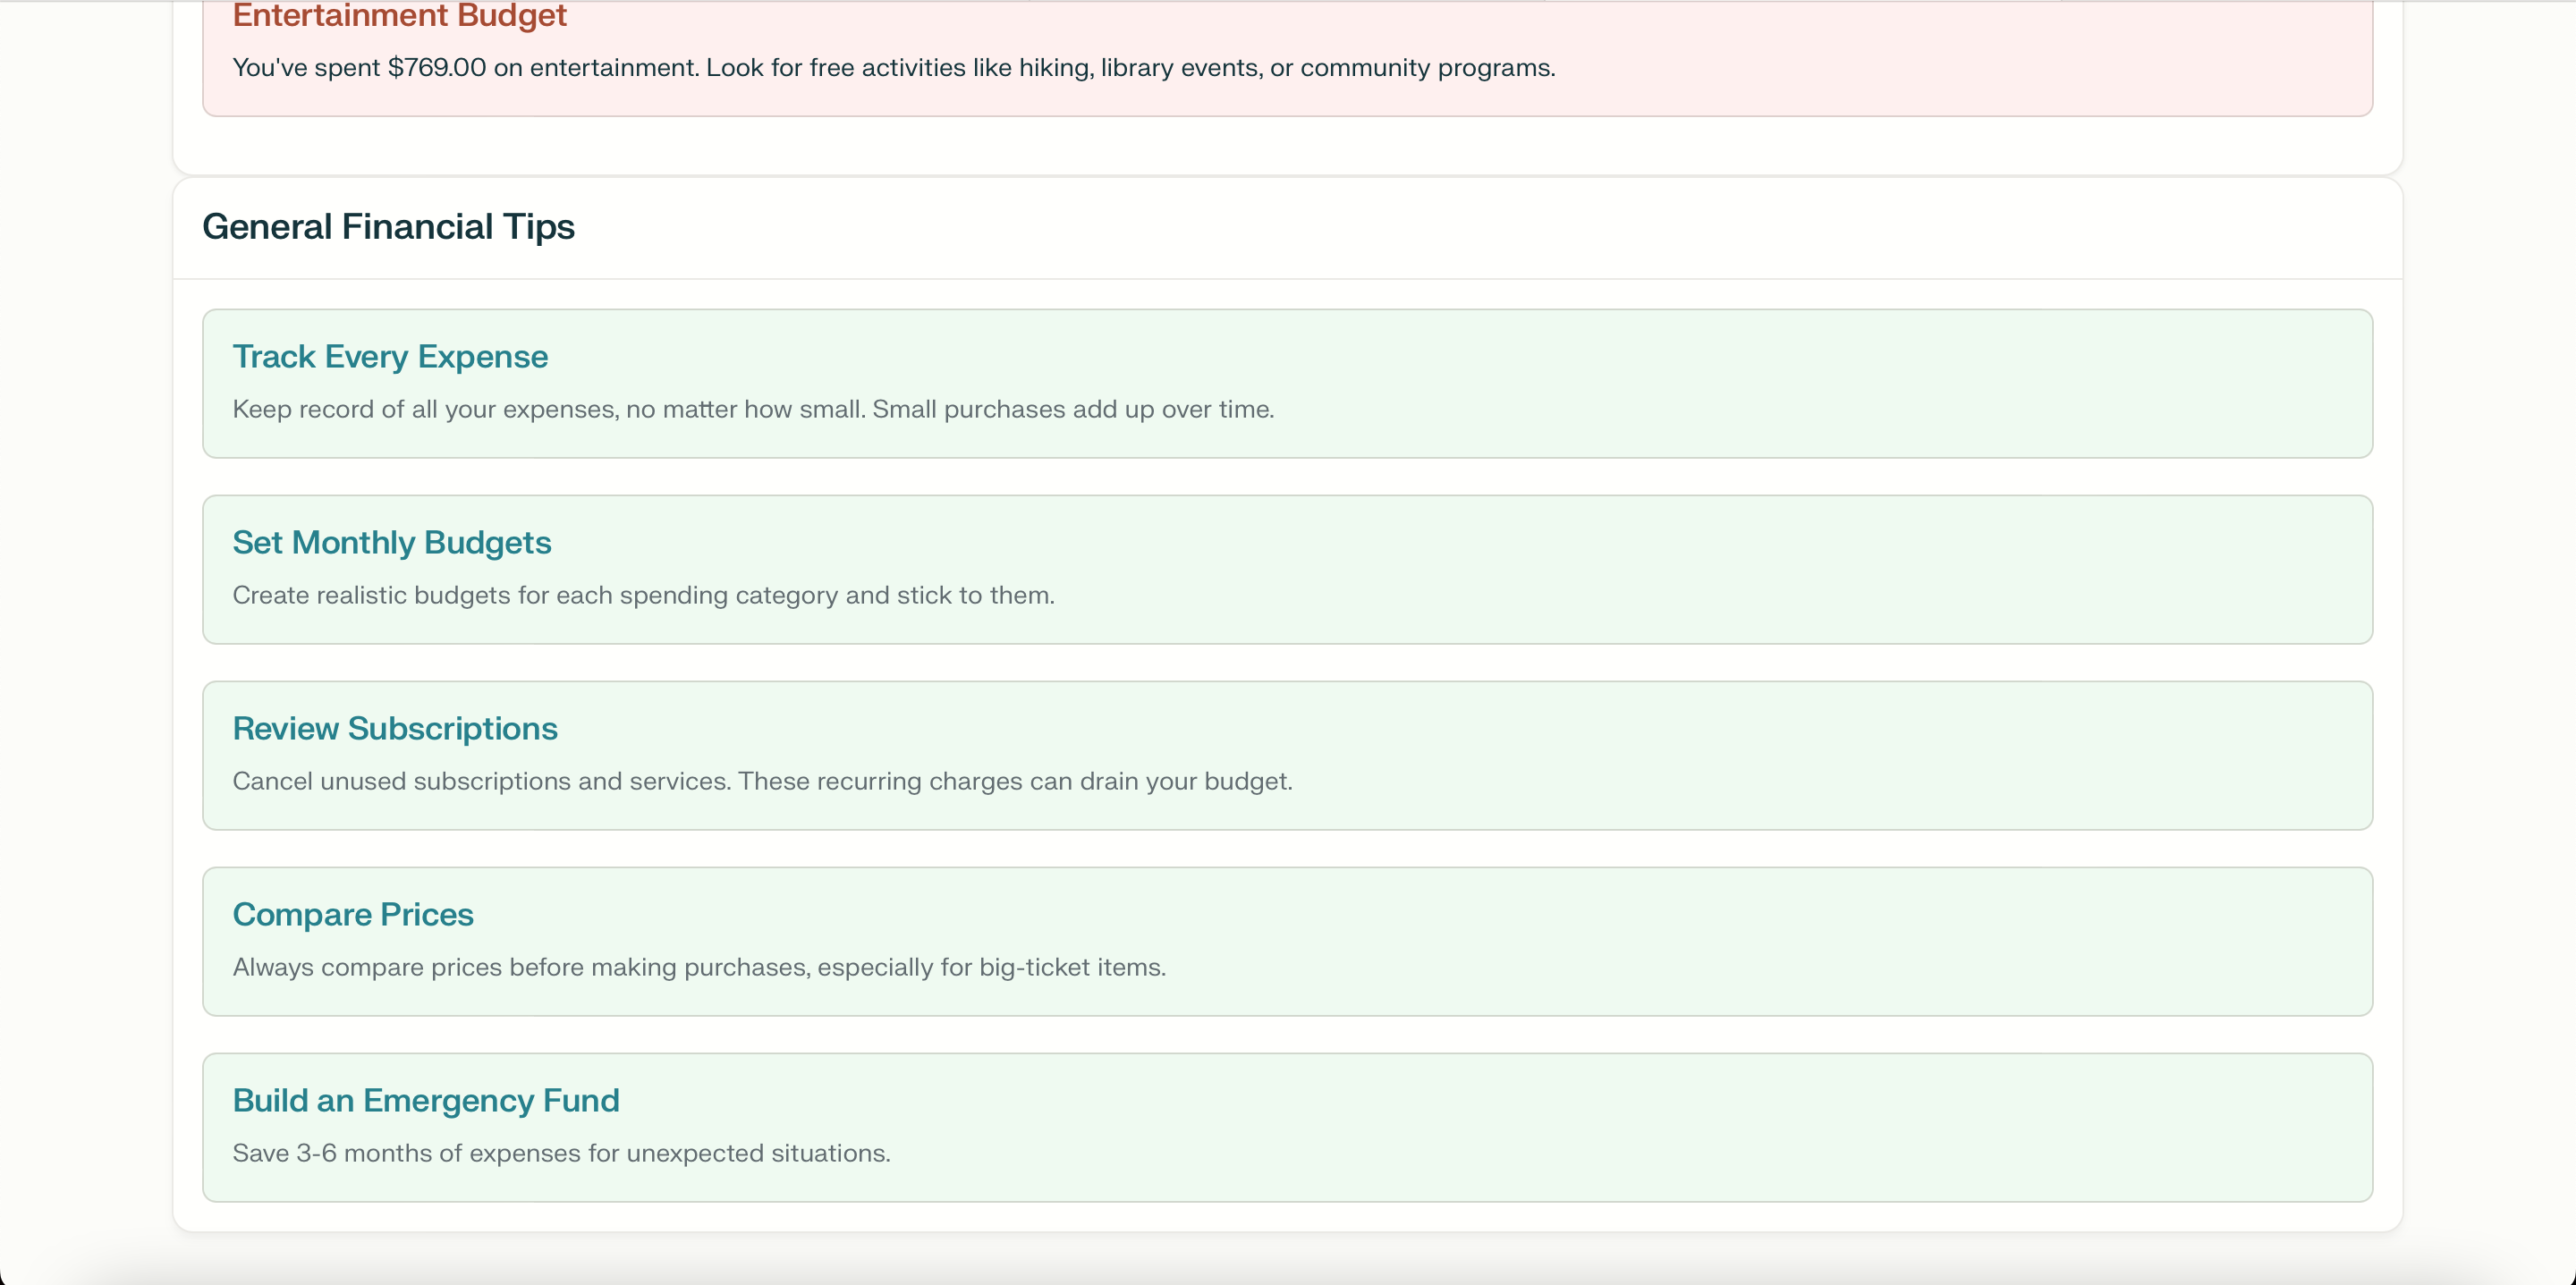 Entertainment Budget
You've spent $769.00 on entertainment. Look for free activities like hiking, library events, or community programs.
General Financial Tips
Track Every Expense
Keep record of all your expenses, no matter how small. Small purchases add up over time.
Set Monthly Budgets
Create realistic budgets for each spending category and stick to them.
Review Subscriptions
Cancel unused subscriptions and services. These recurring charges can drain your budget.
Compare Prices
Always compare prices before making purchases, especially for big-ticket items.
Build an Emergency Fund
Save 3-6 months of expenses for unexpected situations.